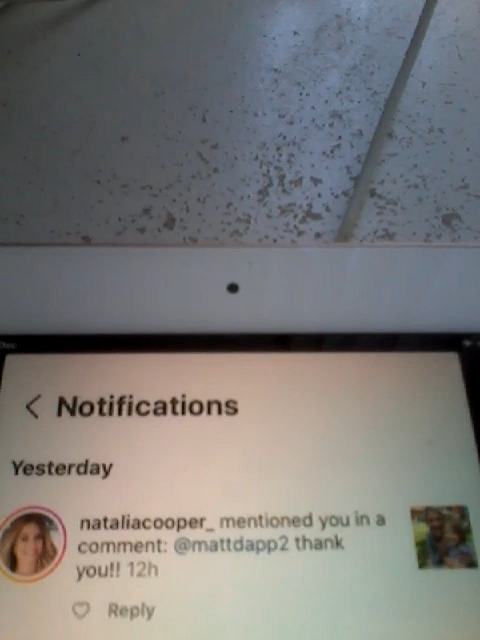 Notifications
Yesterday
nataliacooper_ mentioned you in a
comment: @mattdapp2 thank
you!! 12h
Reply